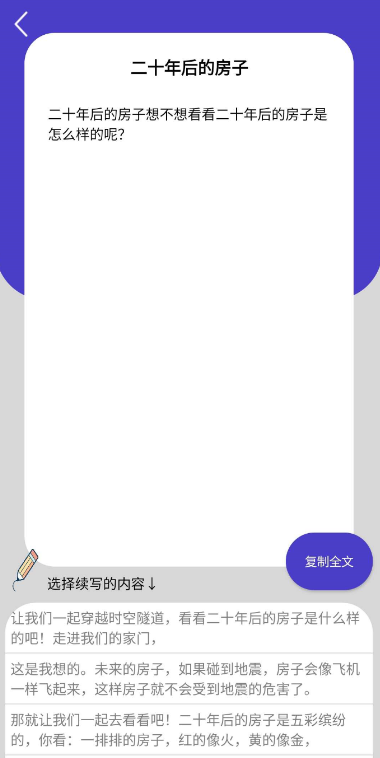 二十年后的房子
二十年后的房子想不想看看二十年后的房子是
怎么样的呢？
复制全文
选择续写的内容↓
让我们一起穿越时空隧道，看看二十年后的房子是什么样
的吧！走进我们的家门，
这是我想的。未来的房子，如果碰到地震，房子会像飞机
一样飞起来，这样房子就不会受到地震的危害了。
那就让我们一起去看看吧！二十年后的房子是五彩缤纷
的，你看：一排排的房子，红的像火，黄的像金，